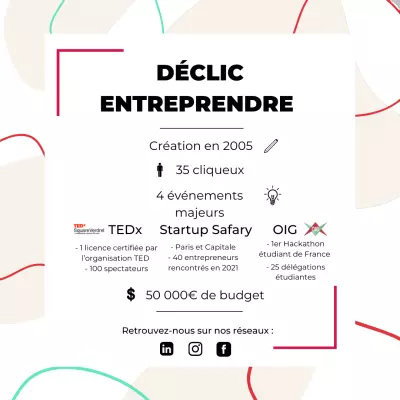 DÉCLIC
ENTREPRENDRE
Création en 2005
35 cliqueux
4 événements
majeurs
TEDx
SquareVerdrel
TEDx
Startup Safary
OIG
- 1 licence certifiée par
l'organisation TED
- 100 spectateurs
- Paris et Capitale
- 40 entrepreneurs
rencontrés en 2021
- 1er Hackathon
étudiant de France
- 25 délégations
étudiantes
$ 50 000€ de budget
Retrouvez-nous sur nos réseaux :